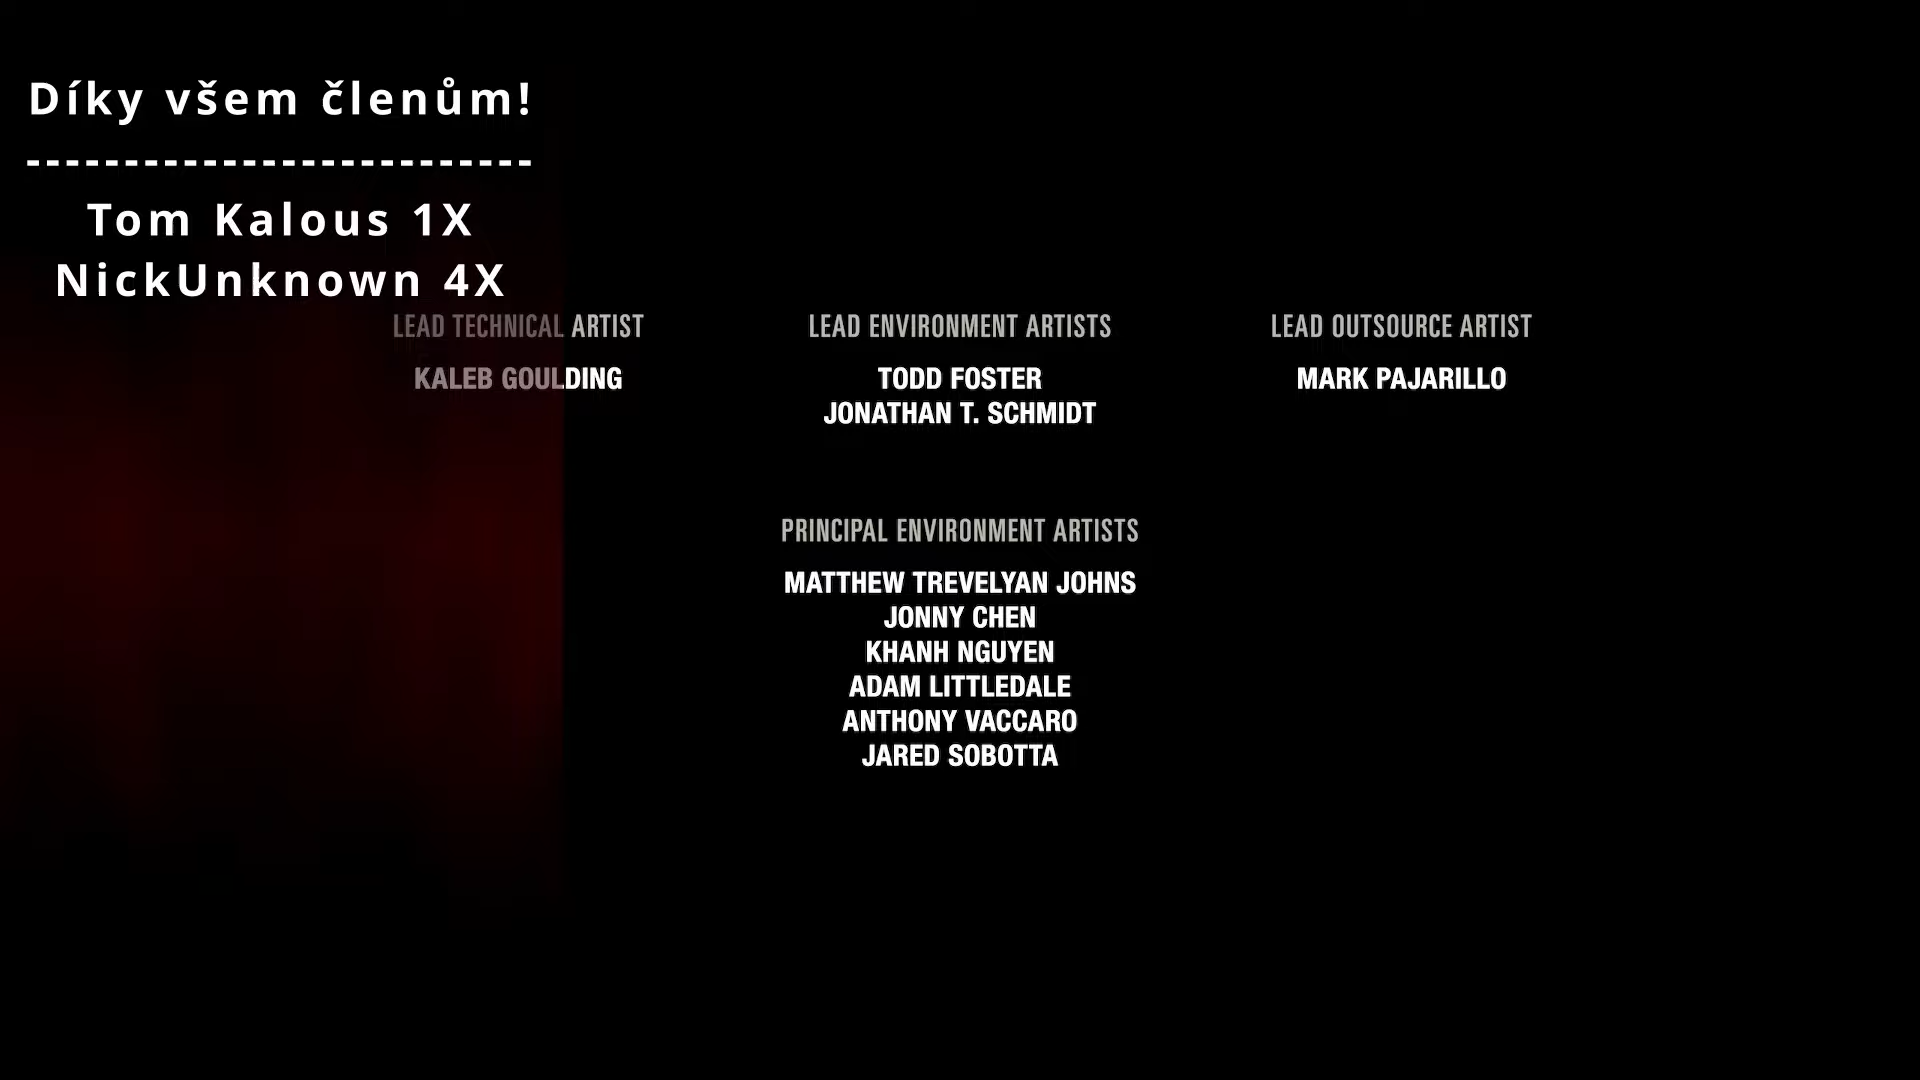 Díky všem členům!
--------------------------
Tom Kalous 1X
NickUnknown 4X
LEAD TECHNICAL ARTIST
KALEB GOULDING
LEAD ENVIRONMENT ARTISTS
TODD FOSTER
JONATHAN T. SCHMIDT
LEAD OUTSOURCE ARTIST
MARK PAJARILLO
PRINCIPAL ENVIRONMENT ARTISTS
MATTHEW TREVELYAN JOHNS
JONNY CHEN
KHANH NGUYEN
ADAM LITTLEDALE
ANTHONY VACCARO
JARED SOBOTTA